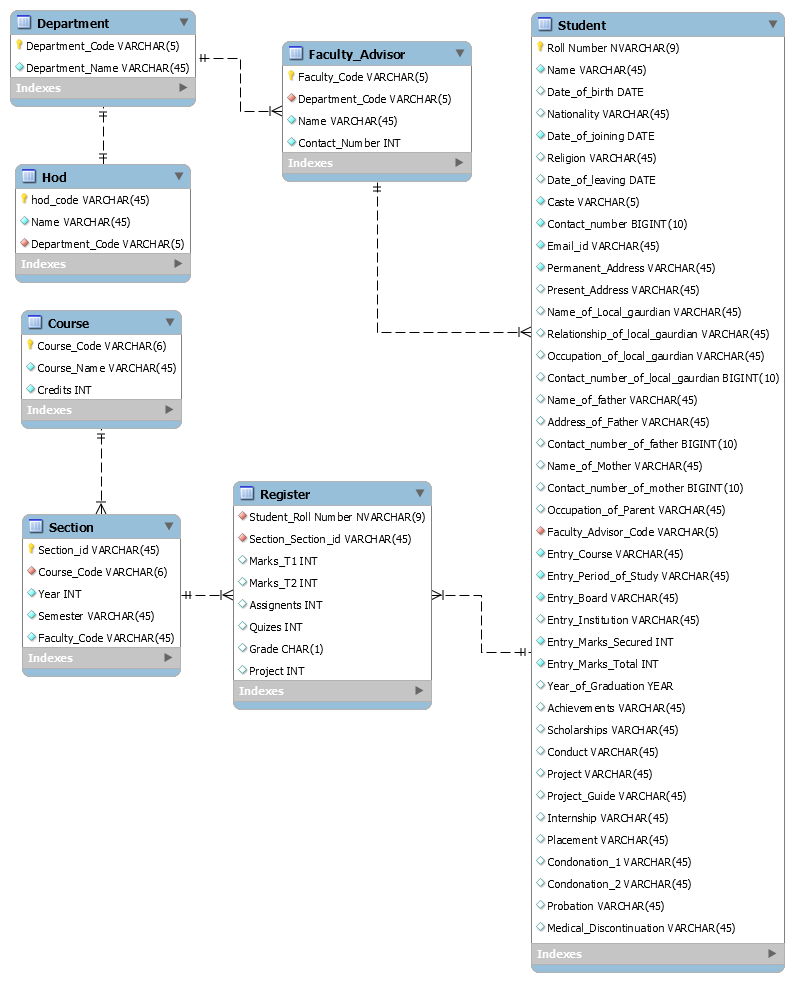 Department
Department_Code VARCHAR(5)
Department_Name VARCHAR(45)
Indexes
Hod
hod_code VARCHAR(45)
Name VARCHAR(45)
Department_Code VARCHAR(5)
Indexes
Course
Course_Code VARCHAR(6)
Course_Name VARCHAR(45)
Credits INT
Indexes
Section
Section_id VARCHAR(45)
Course_Code VARCHAR(6)
Year INT
Semester VARCHAR(45)
Faculty_Code VARCHAR(45)
Indexes
Faculty_Advisor
Faculty_Code VARCHAR(5)
Department_Code VARCHAR(5)
Name VARCHAR(45)
Contact_Number INT
Indexes
Register
Student_Roll Number NVARCHAR(9)
Section_Section_id VARCHAR(45)
Marks_T1 INT
Marks_T2 INT
Assignents INT
Quizes INT
Grade CHAR(1)
Project INT
Indexes
Student
Roll Number NVARCHAR(9)
Name VARCHAR(45)
Date_of_birth DATE
Nationality VARCHAR(45)
Date_of_joining DATE
Religion VARCHAR(45)
Date_of_leaving DATE
Caste VARCHAR(5)
Contact_number BIGINT(10)
Email_id VARCHAR(45)
Permanent_Address VARCHAR(45)
Present_Address VARCHAR(45)
Name_of_Local_gaurdian VARCHAR(45)
Relationship_of_local_gaurdian VARCHAR(45)
Occupation_of_local_gaurdian VARCHAR(45)
Contact_number_of_local_gaurdian BIGINT(10)
Name_of_father VARCHAR(45)
Address_of_Father VARCHAR(45)
Contact_number_of_father BIGINT(10)
Name_of_Mother VARCHAR(45)
Contact_number_of_mother BIGINT(10)
Occupation_of_Parent VARCHAR(45)
Faculty_Advisor_Code VARCHAR(5)
Entry_Course VARCHAR(45)
Entry_Period_of_Study VARCHAR(45)
Entry_Board VARCHAR(45)
Entry_Institution VARCHAR(45)
Entry_Marks_Secured INT
Entry_Marks_Total INT
Year_of_Graduation YEAR
Achievements VARCHAR(45)
Scholarships VARCHAR(45)
Conduct VARCHAR(45)
Project VARCHAR(45)
Project_Guide VARCHAR(45)
Internship VARCHAR(45)
Placement VARCHAR(45)
Condonation_1 VARCHAR(45)
Condonation_2 VARCHAR(45)
Probation VARCHAR(45)
Medical_Discontinuation VARCHAR(45)
Indexes